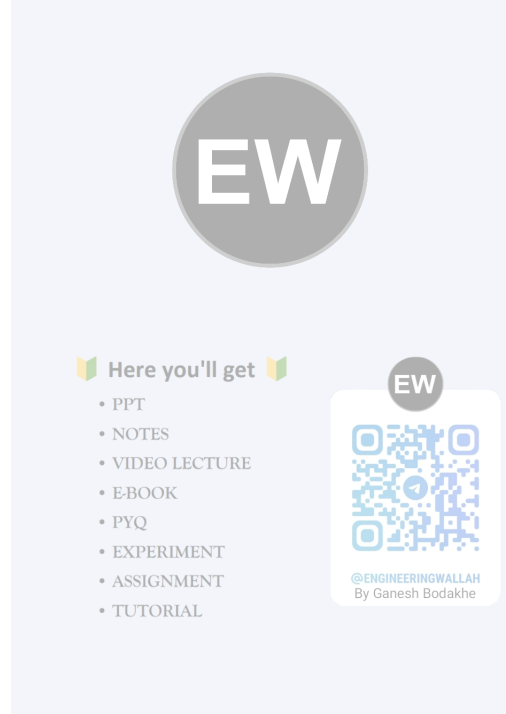 EW
Here you'll get
• PPT
• NOTES
• VIDEO LECTURE
• E-BOOK
• PYQ
• EXPERIMENT
• ASSIGNMENT
• TUTORIAL
EW
@ENGINEERINGWALLAH
By Ganesh Bodakhe